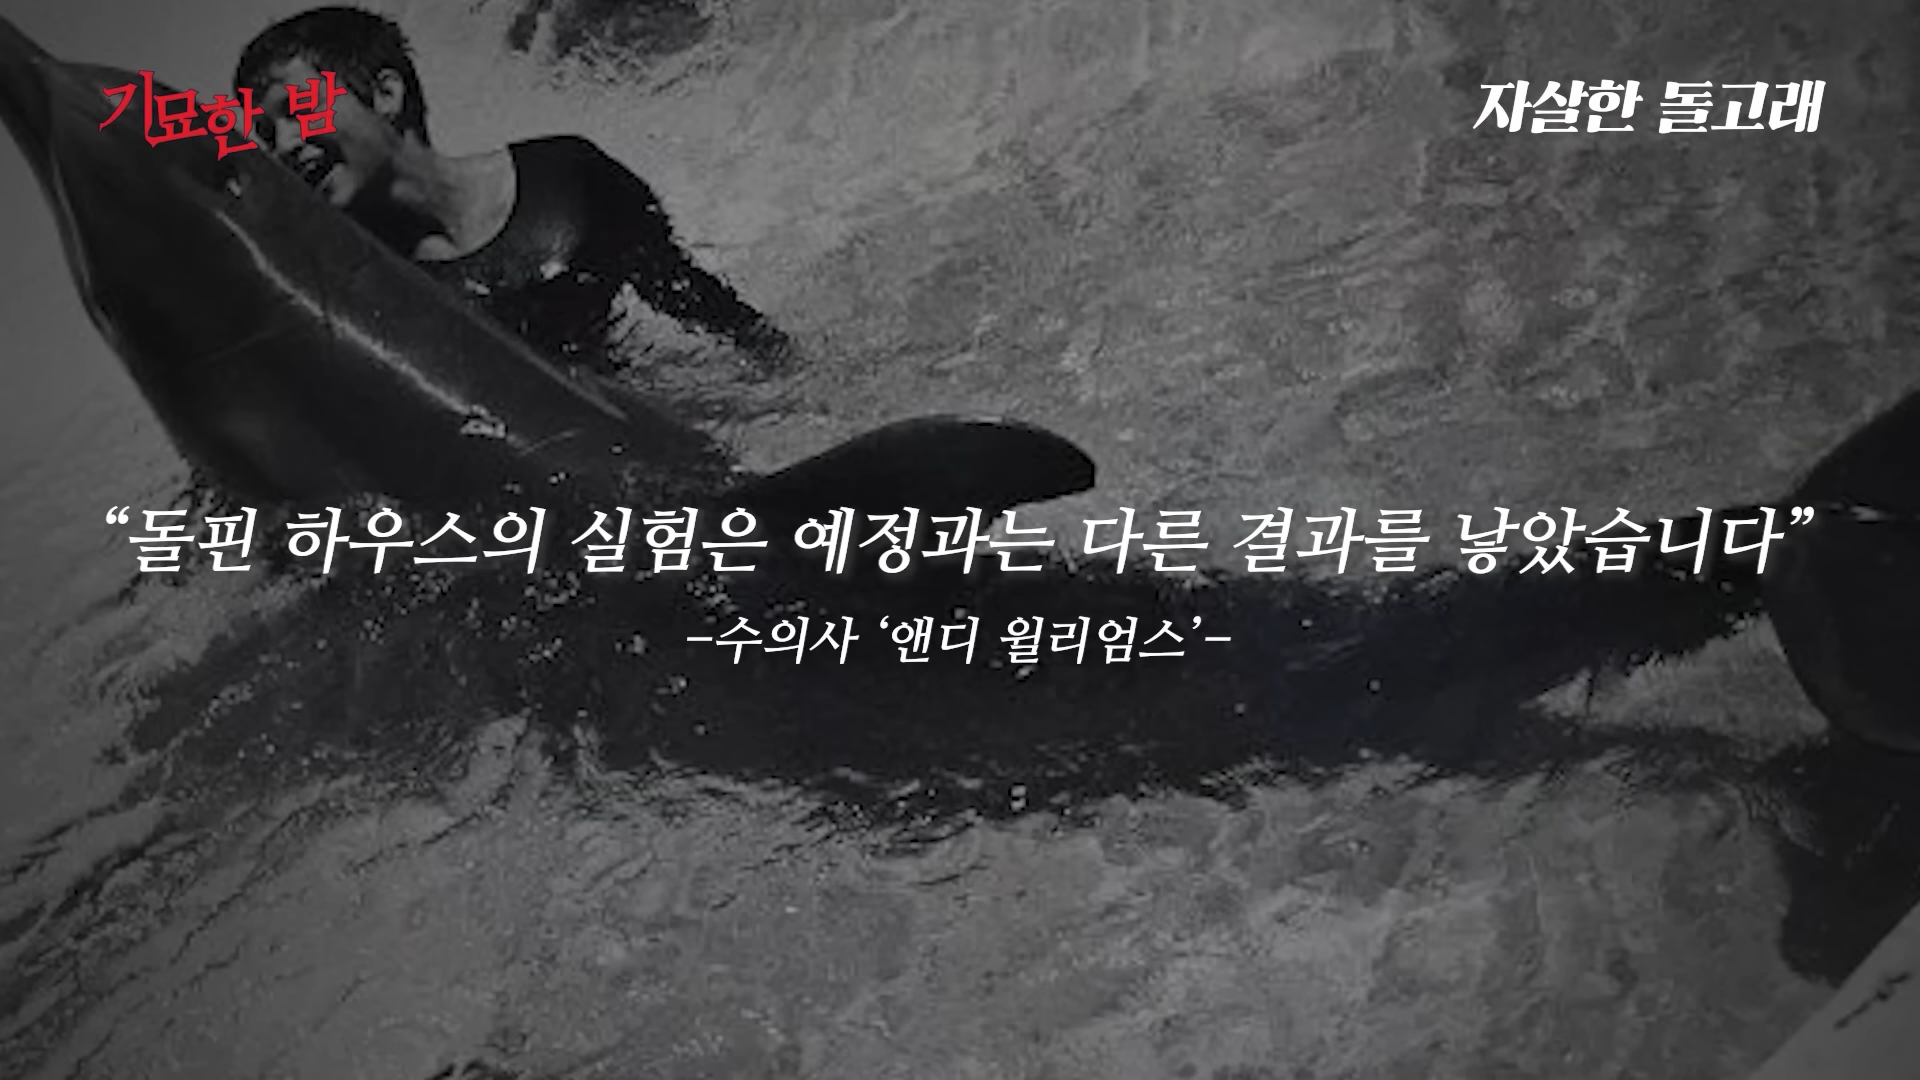 기묘한 밤
자살한 돌고래
“돌핀 하우스의 실험은 예정과는 다른 결과를 낳았습니다”
-수의사 ‘앤디 윌리엄스’-